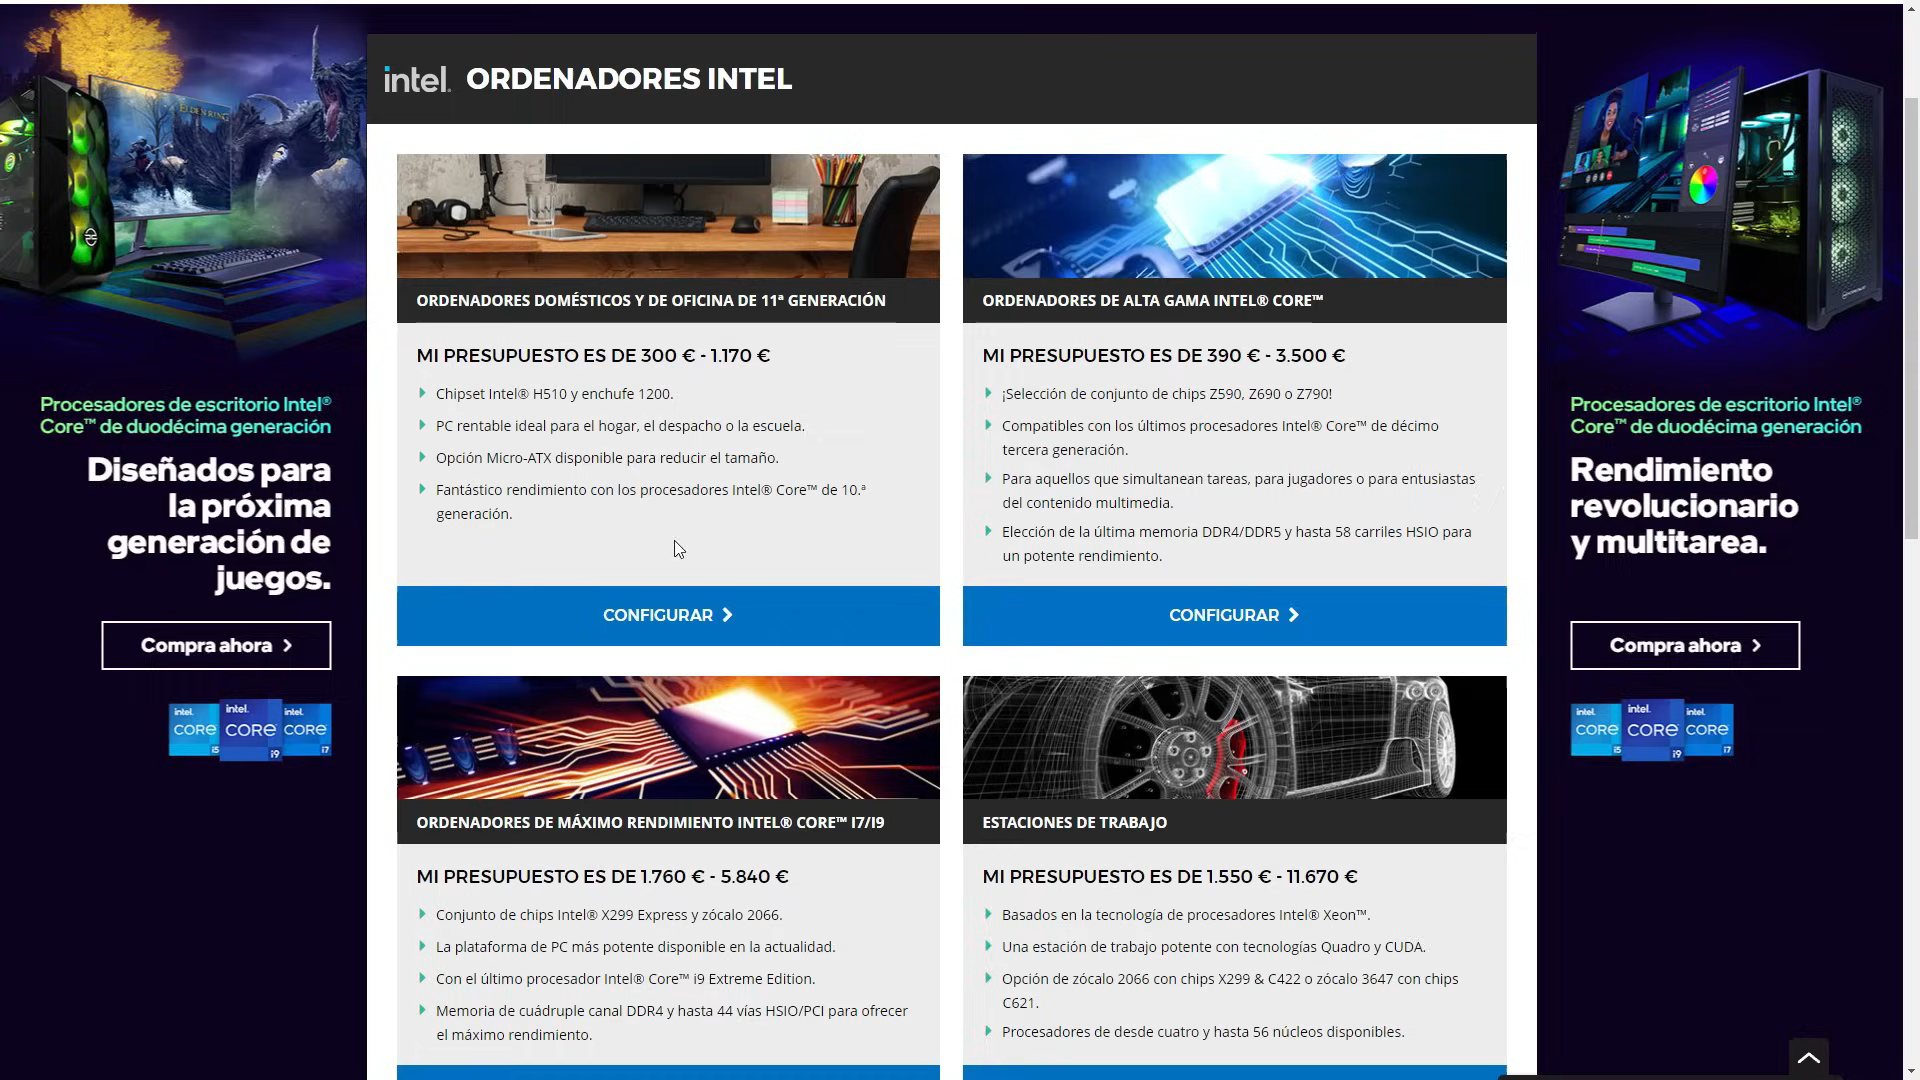 intel. ORDENADORES INTEL
ELDEN RING
Procesadores de escritorio Intel®
Core™ de duodécima generación
Diseñados para
la próxima
generación de
juegos.
Compra ahora
intel. CORE i5
intel. CORE i9
intel. CORE i7
ORDENADORES DOMÉSTICOS Y DE OFICINA DE 11ª GENERACIÓN
MI PRESUPUESTO ES DE 300 € - 1.170 €
Chipset Intel® H510 y enchufe 1200.
PC rentable ideal para el hogar, el despacho o la escuela.
Opción Micro-ATX disponible para reducir el tamaño.
Fantástico rendimiento con los procesadores Intel® Core™ de 10.ª
generación.
CONFIGURAR
ORDENADORES DE ALTA GAMA INTEL® CORE™
MI PRESUPUESTO ES DE 390 € - 3.500 €
¡Selección de conjunto de chips Z590, Z690 o Z790!
Compatibles con los últimos procesadores Intel® Core™ de décimo
tercera generación.
Para aquellos que simultanean tareas, para jugadores o para entusiastas
del contenido multimedia.
Elección de la última memoria DDR4/DDR5 y hasta 58 carriles HSIO para
un potente rendimiento.
CONFIGURAR
ORDENADORES DE MÁXIMO RENDIMIENTO INTEL® CORE™ I7/I9
MI PRESUPUESTO ES DE 1.760 € - 5.840 €
Conjunto de chips Intel® X299 Express y zócalo 2066.
La plataforma de PC más potente disponible en la actualidad.
Con el último procesador Intel® Core™ i9 Extreme Edition.
Memoria de cuádruple canal DDR4 y hasta 44 vías HSIO/PCI para ofrecer
el máximo rendimiento.
ESTACIONES DE TRABAJO
MI PRESUPUESTO ES DE 1.550 € - 11.670 €
Basados en la tecnología de procesadores Intel® Xeon™.
Una estación de trabajo potente con tecnologías Quadro y CUDA.
Opción de zócalo 2066 con chips X299 & C422 o zócalo 3647 con chips
C621.
Procesadores de desde cuatro y hasta 56 núcleos disponibles.
Procesadores de escritorio Intel®
Core™ de duodécima generación
Rendimiento
revolucionario
y multitarea.
Compra ahora
intel. CORE i5
intel. CORE i9
intel. CORE i7